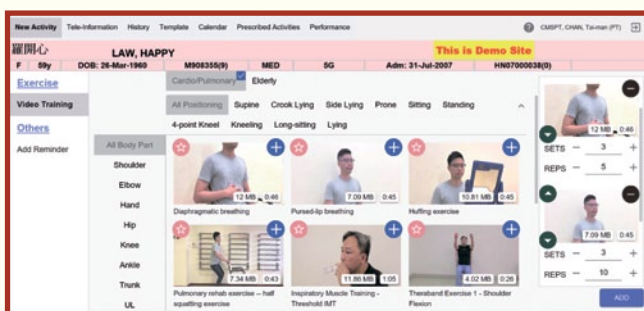 New Activity Tele-Information History Template Calendar Prescribed Activities Performance ? CMSPT, CHAN, Tai-man (PT)
羅開心 LAW, HAPPY This is Demo Site
F 59y DOB: 26-Mar-1960 M908355(9) MED 5G Adm: 31-Jul-2007 HN07000038(0)
Exercise
Video Training
Others
Add Reminder
Cardio/Pulmonary Elderly
All Positioning Supine Crook Lying Side Lying Prone Sitting Standing
4-point Kneel Kneeling Long-sitting Lying
All Body Part
Shoulder
Elbow
Hand
Hip
Knee
Ankle
Trunk
UL
12 MB 0:46
Diaphragmatic breathing
7.09 MB 0:45
Pursed-lip breathing
10.81 MB 0:45
Huffing exercise
7.34 MB 0:43
Pulmonary rehab exercise – half
squatting exercise
11.86 MB 1:05
Inspiratory Muscle Training -
Threshold IMT
4.02 MB 0:26
Theraband Exercise 1 - Shoulder
Flexion
12 MB 0:46
SETS − 3 +
REPS − 5 +
7.09 MB 0:45
SETS − 3 +
REPS − 10 +
ADD